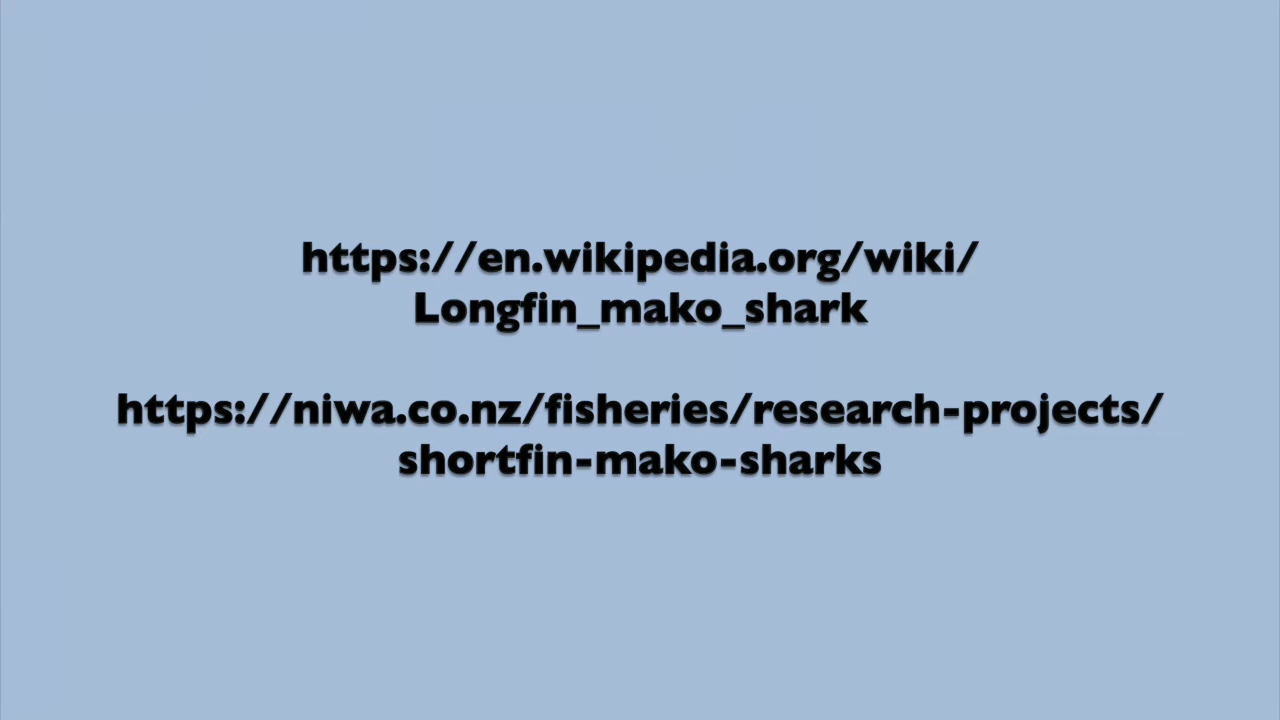 https://en.wikipedia.org/wiki/
Longfin_mako_shark
https://niwa.co.nz/fisheries/research-projects/
shortfin-mako-sharks